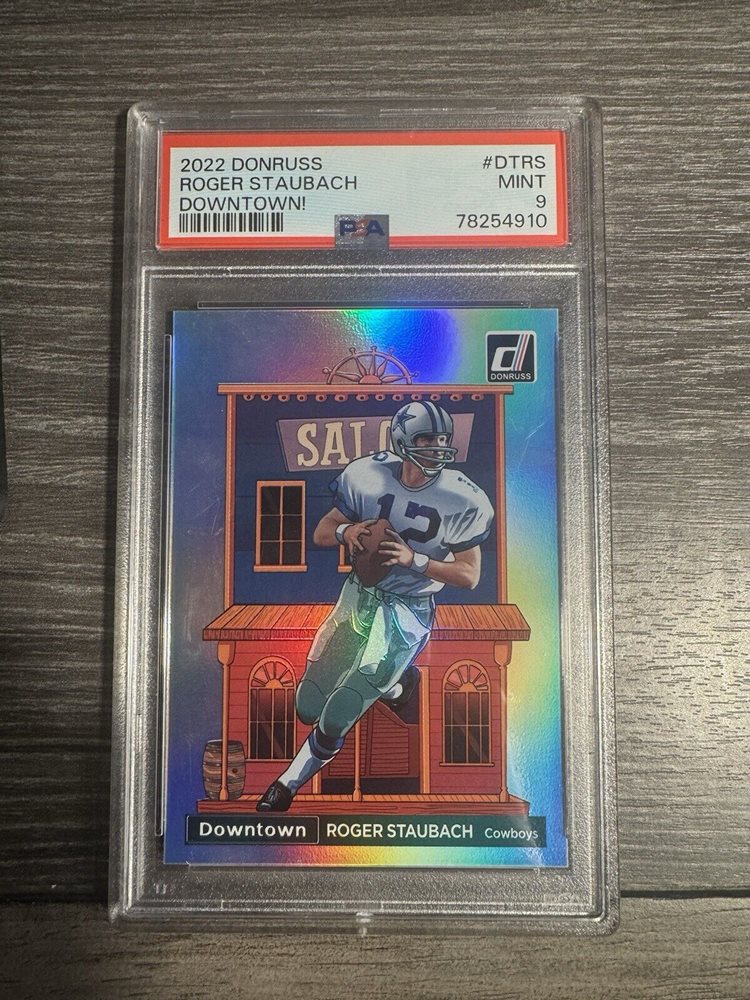 2022 DONRUSS #DTRS
ROGER STAUBACH MINT
DOWNTOWN! 9
PSA 78254910
DONRUSS
12
Downtown ROGER STAUBACH Cowboys